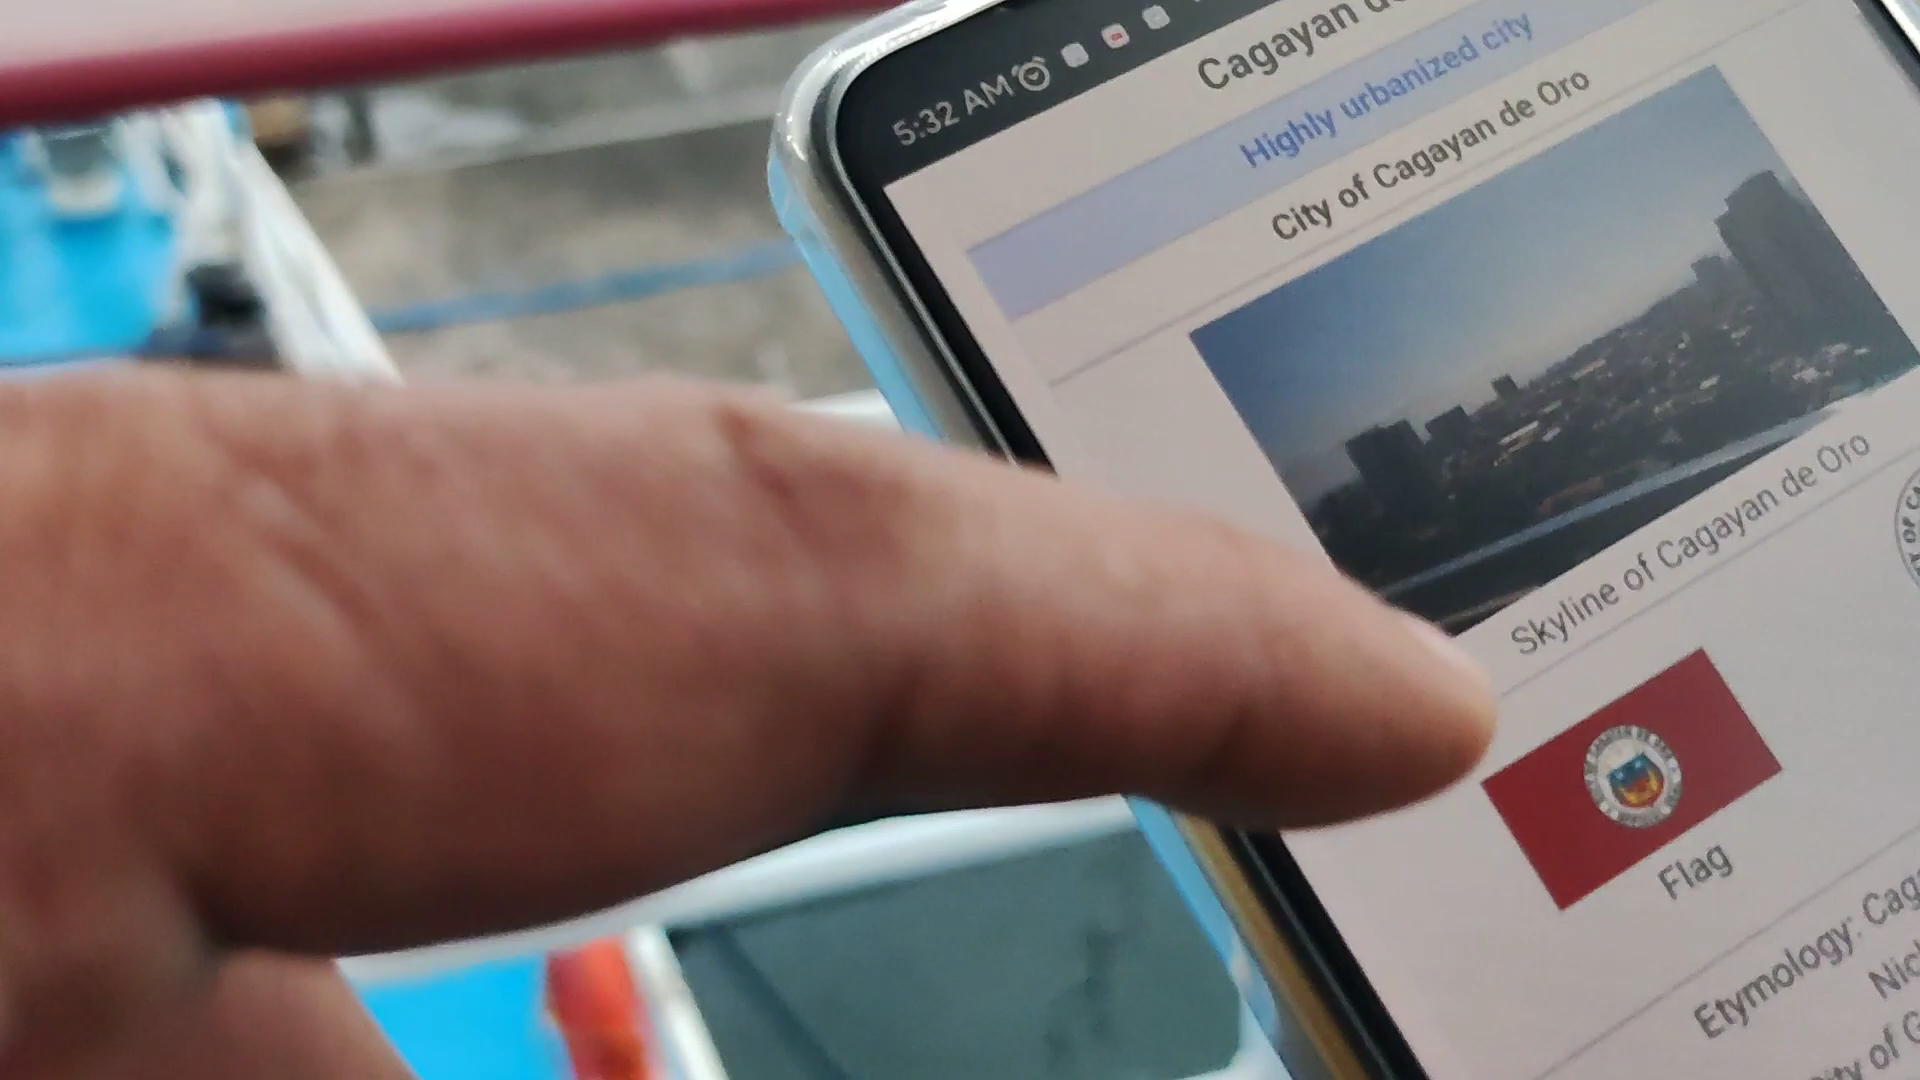 5:32 AM
Cagayan de
Highly urbanized city
City of Cagayan de Oro
Skyline of Cagayan de Oro
Flag
Etymology: Cag